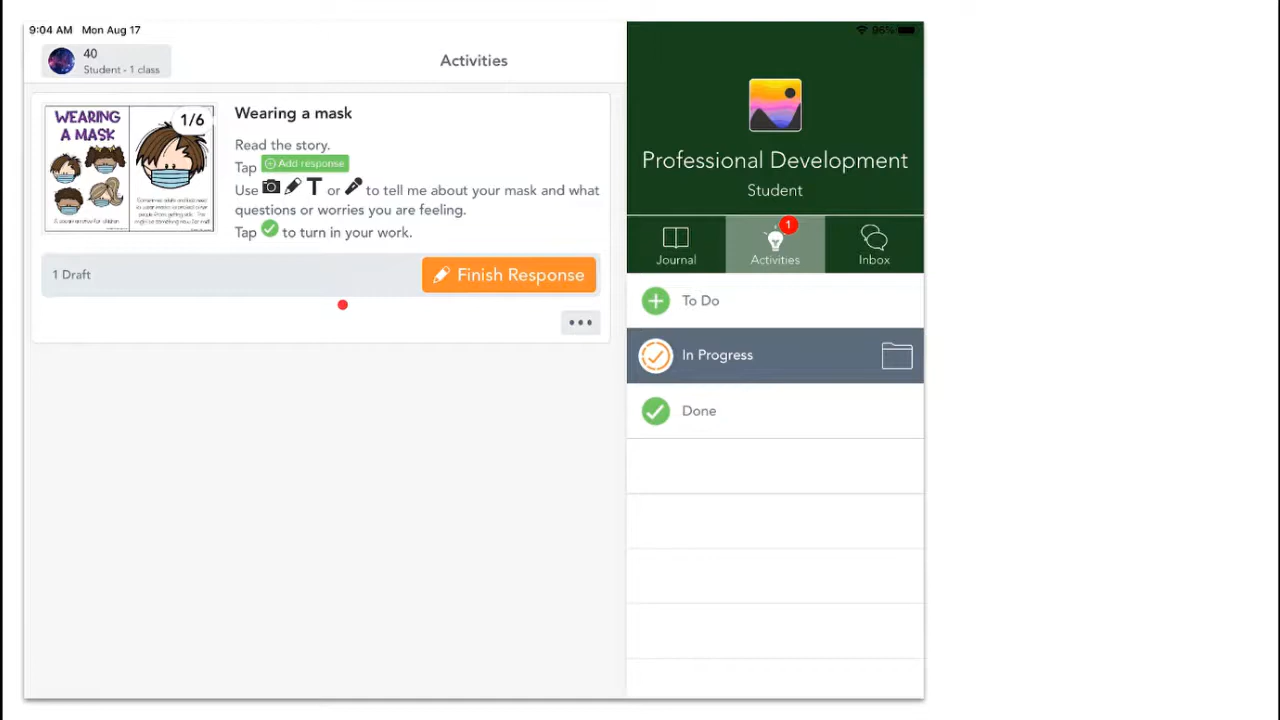 9:04 AM Mon Aug 17
96%
40
Student - 1 class
Activities
WEARING
A MASK
1/6
Wearing a mask
Read the story.
Tap Add response
Use T or to tell me about your mask and what
questions or worries you are feeling.
Tap to turn in your work.
1 Draft
Finish Response
Professional Development
Student
Journal
1
Activities
Inbox
To Do
In Progress
Done